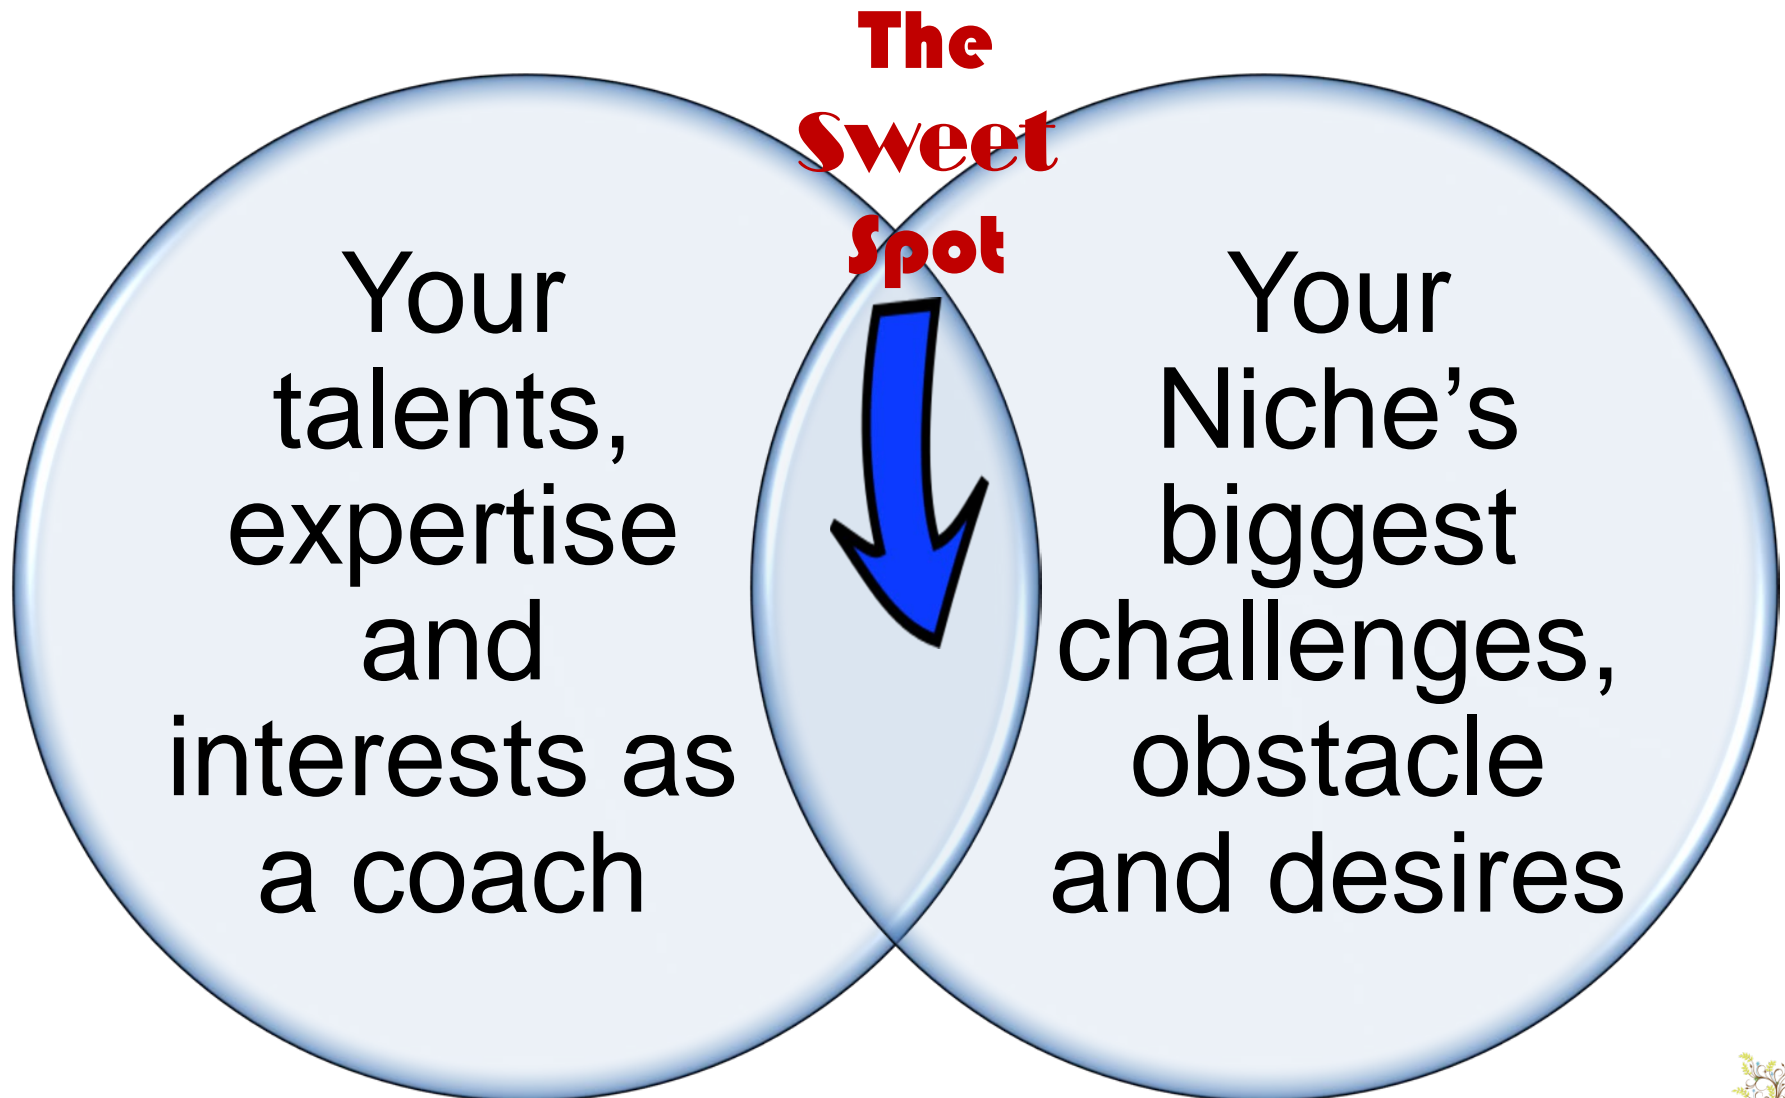 The
Sweet
Spot
Your
talents,
expertise
and
interests as
a coach
Your
Niche’s
biggest
challenges,
obstacle
and desires